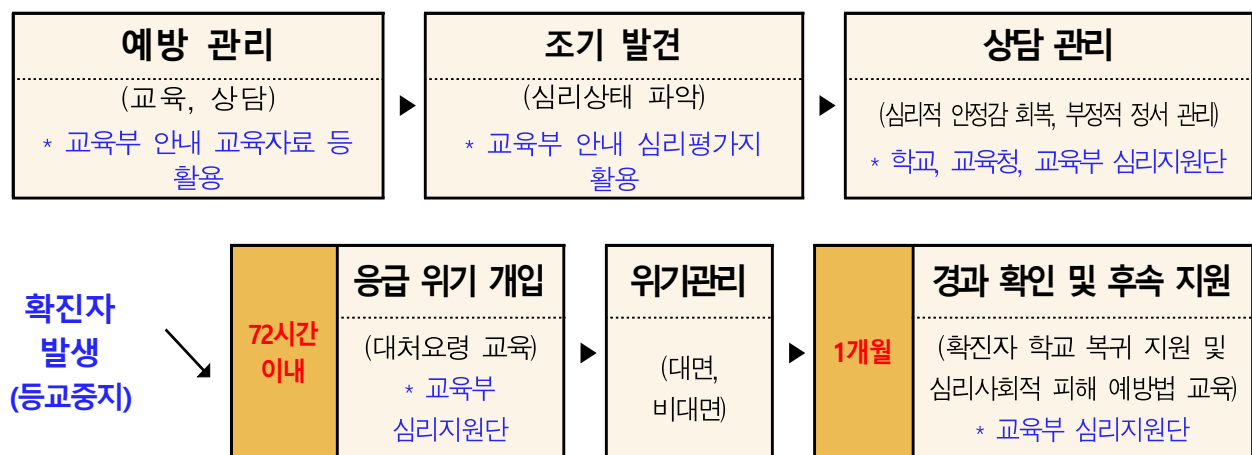 예방 관리
(교육, 상담)
* 교육부 안내 교육자료 등
활용
조기 발견
(심리상태 파악)
* 교육부 안내 심리평가지
활용
상담 관리
(심리적 안정감 회복, 부정적 정서 관리)
* 학교, 교육청, 교육부 심리지원단
확진자
발생
(등교중지)
72시간
이내
응급 위기 개입
(대처요령 교육)
* 교육부
심리지원단
위기관리
(대면,
비대면)
1개월
경과 확인 및 후속 지원
(확진자 학교 복귀 지원 및
심리사회적 피해 예방법 교육)
* 교육부 심리지원단